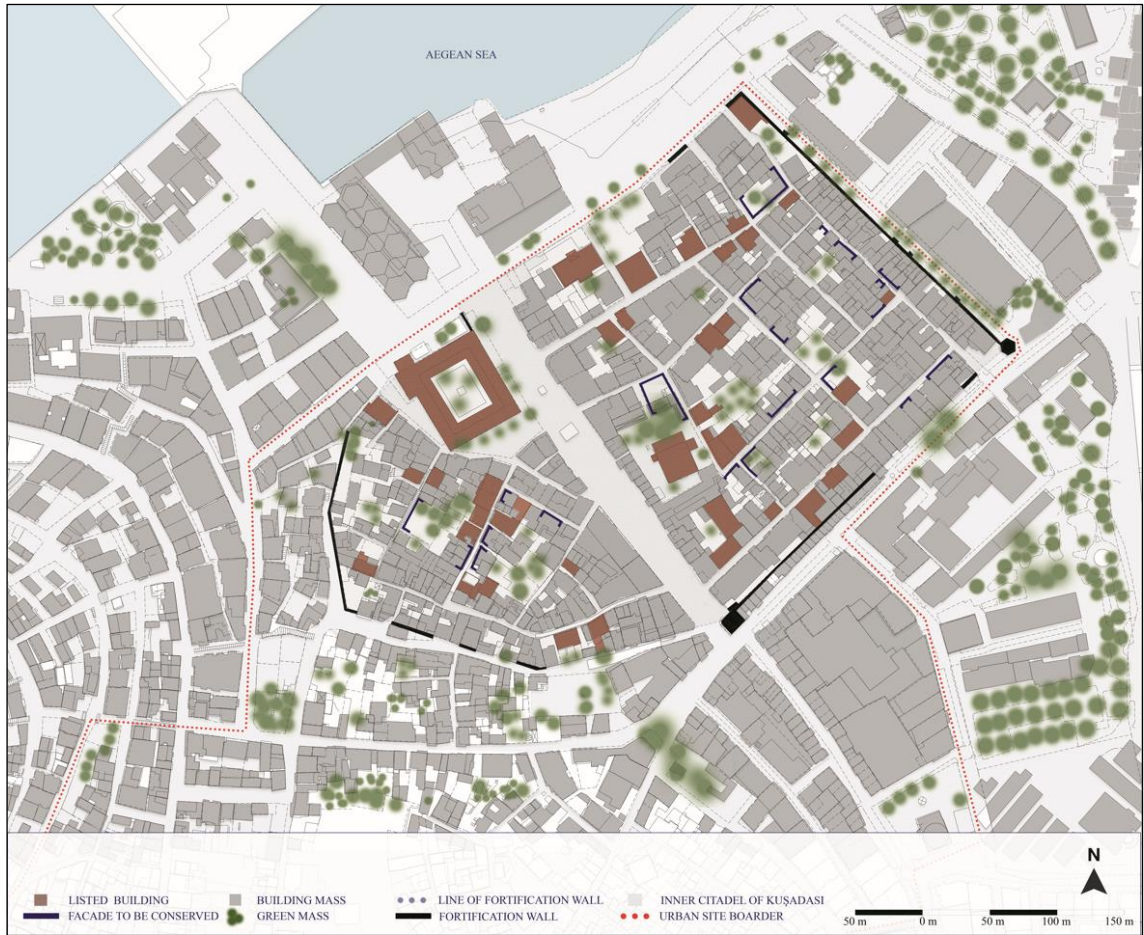 AEGEAN SEA
N
LISTED BUILDING
BUILDING MASS
LINE OF FORTIFICATION WALL
INNER CITADEL OF KUŞADASI
FACADE TO BE CONSERVED
GREEN MASS
FORTIFICATION WALL
URBAN SITE BOARDER
50 m 0 m 50 m 100 m 150 m